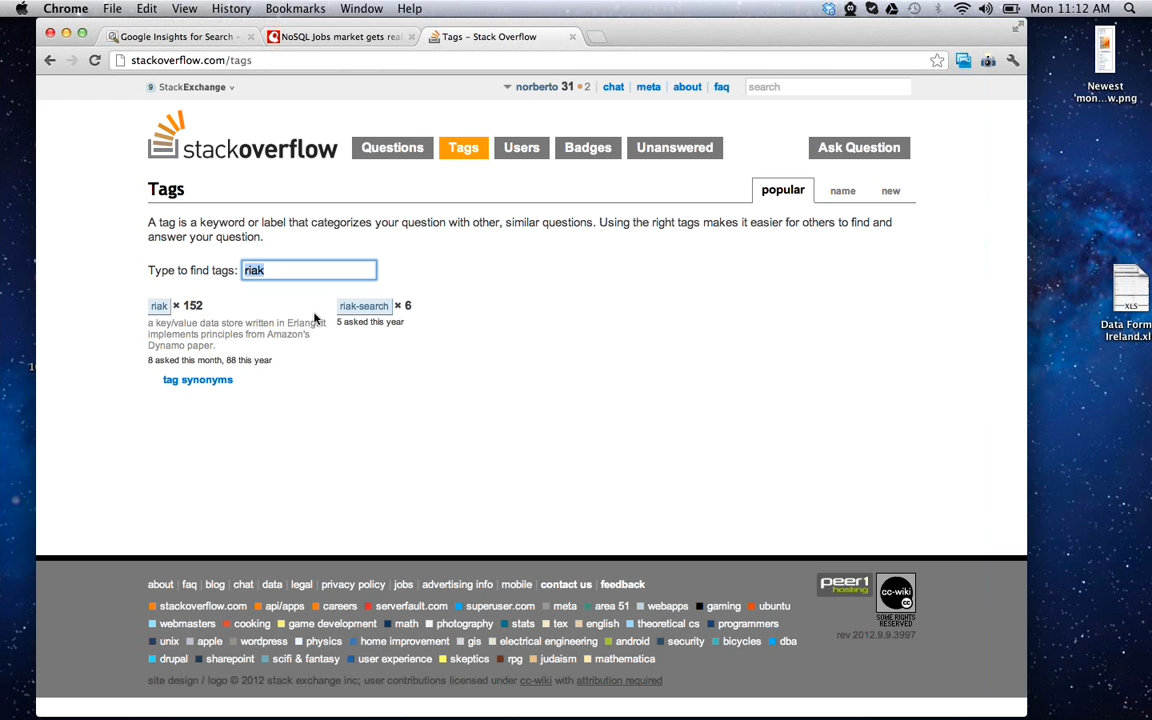 Chrome File Edit View History Bookmarks Window Help Mon 11:12 AM
Google Insights for Search - NoSQL Jobs market gets rea Tags – Stack Overflow
stackoverflow.com/tags
9 StackExchange norberto 31 2 chat meta about faq search
stackoverflow Questions Tags Users Badges Unanswered Ask Question
Tags popular name new
A tag is a keyword or label that categorizes your question with other, similar questions. Using the right tags makes it easier for others to find and
answer your question.
Type to find tags: riak
riak × 152 riak-search × 6
a key/value data store written in Erlang. 5 asked this year
implements principles from Amazon's
Dynamo paper.
8 asked this month, 88 this year
tag synonyms
Newest
'mon...w.png
XLS
Data Form
Ireland.xl
about faq blog chat data legal privacy policy jobs advertising info mobile contact us feedback
stackoverflow.com api/apps careers serverfault.com superuser.com meta area 51 webapps gaming ubuntu
webmasters cooking game development math photography stats tex english theoretical cs programmers
unix apple wordpress physics home improvement gis electrical engineering android security bicycles dba
drupal sharepoint scifi & fantasy user experience skeptics rpg judaism mathematica
peer1
hosting
cc-wiki
SOME RIGHTS
RESERVED
rev 2012.9.9.3997
site design / logo © 2012 stack exchange inc; user contributions licensed under cc-wiki with attribution required